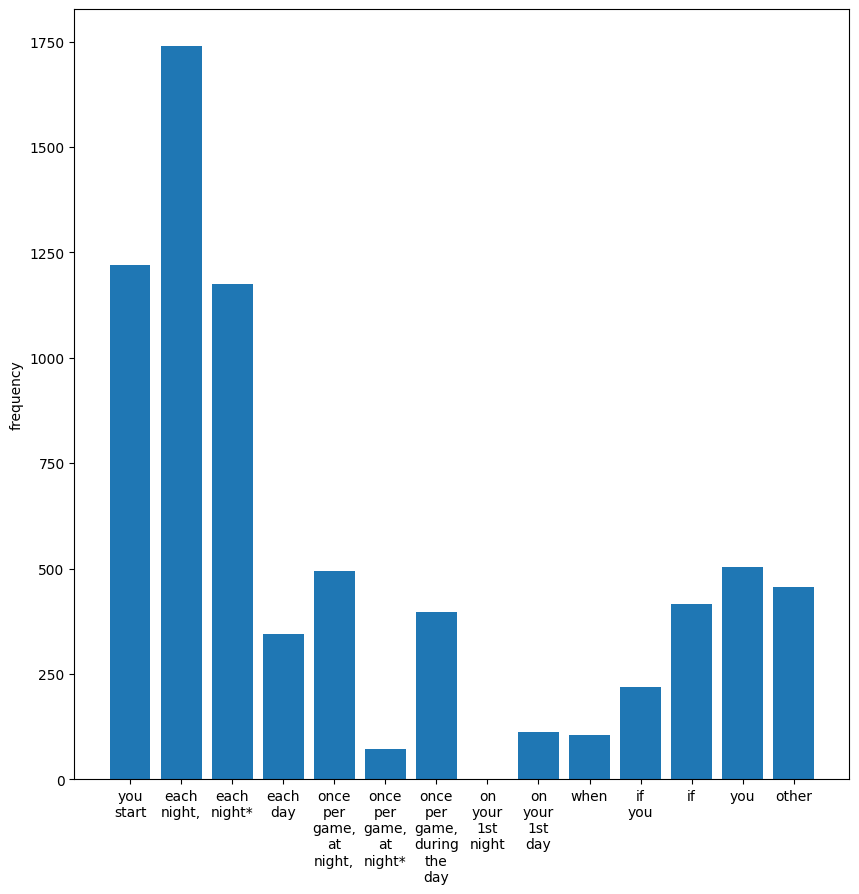 1750
1500
1250
1000
750
500
250
0
frequency
you
start
each
night,
each
night*
each
day
once
per
game,
at
night,
once
per
game,
at
night*
once
per
game,
during
the
day
on
your
1st
night
on
your
1st
day
when
if
you
if
you
other